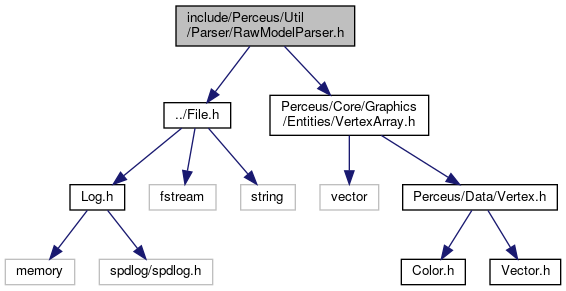 include/Perceus/Util
/Parser/RawModelParser.h
../File.h
Perceus/Core/Graphics
/Entities/VertexArray.h
Log.h
fstream
string
vector
Perceus/Data/Vertex.h
memory
spdlog/spdlog.h
Color.h
Vector.h